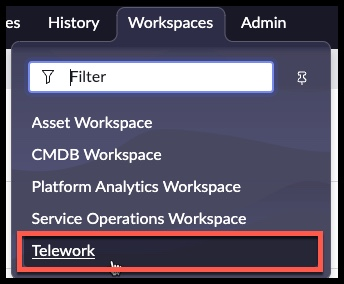 es History Workspaces Admin
Filter
Asset Workspace
CMDB Workspace
Platform Analytics Workspace
Service Operations Workspace
Telework